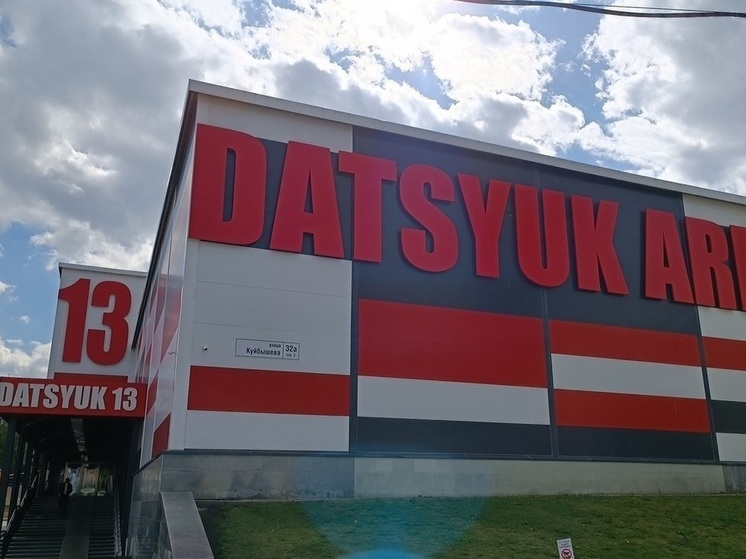 DATSYUK AR
13
DATSYUK 13
улица
Куйбышева
32а